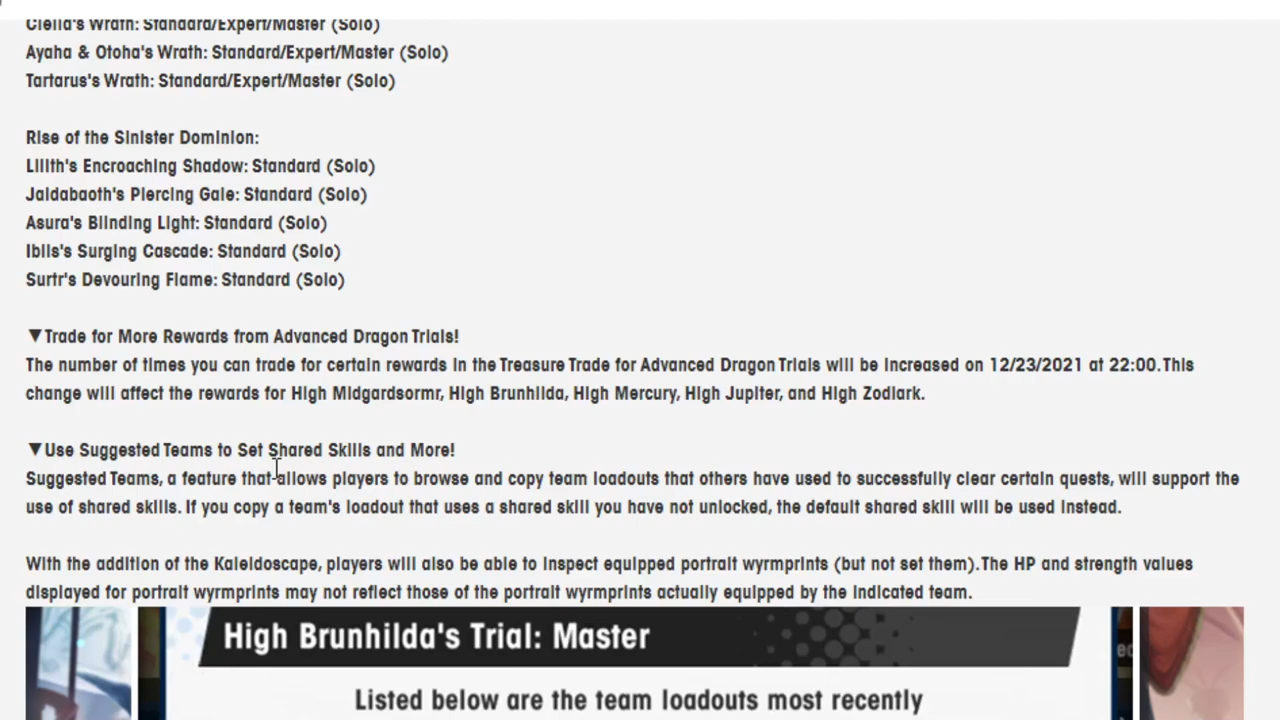 Ciella's Wrath: Standard/Expert/Master (Solo)
Ayaha & Otoha's Wrath: Standard/Expert/Master (Solo)
Tartarus's Wrath: Standard/Expert/Master (Solo)
Rise of the Sinister Dominion:
Lilith's Encroaching Shadow: Standard (Solo)
Jaldabaoth's Piercing Gale: Standard (Solo)
Asura's Blinding Light: Standard (Solo)
Iblis's Surging Cascade: Standard (Solo)
Surtr's Devouring Flame: Standard (Solo)
▼Trade for More Rewards from Advanced Dragon Trials!
The number of times you can trade for certain rewards in the Treasure Trade for Advanced Dragon Trials will be increased on 12/23/2021 at 22:00. This
change will affect the rewards for High Midgardsormr, High Brunhilda, High Mercury, High Jupiter, and High Zodiark.
▼Use Suggested Teams to Set Shared Skills and More!
Suggested Teams, a feature that allows players to browse and copy team loadouts that others have used to successfully clear certain quests, will support the
use of shared skills. If you copy a team's loadout that uses a shared skill you have not unlocked, the default shared skill will be used instead.
With the addition of the Kaleidoscape, players will also be able to inspect equipped portrait wyrmprints (but not set them). The HP and strength values
displayed for portrait wyrmprints may not reflect those of the portrait wyrmprints actually equipped by the indicated team.
High Brunhilda's Trial: Master
Listed below are the team loadouts most recently